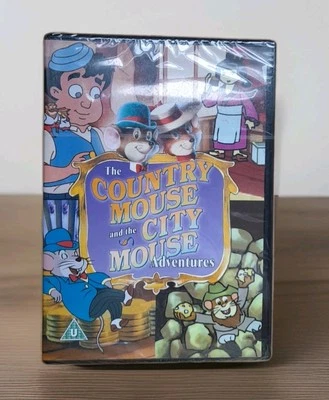 The
COUNTRY
MOUSE
and the
CITY
MOUSE
Adventures
U